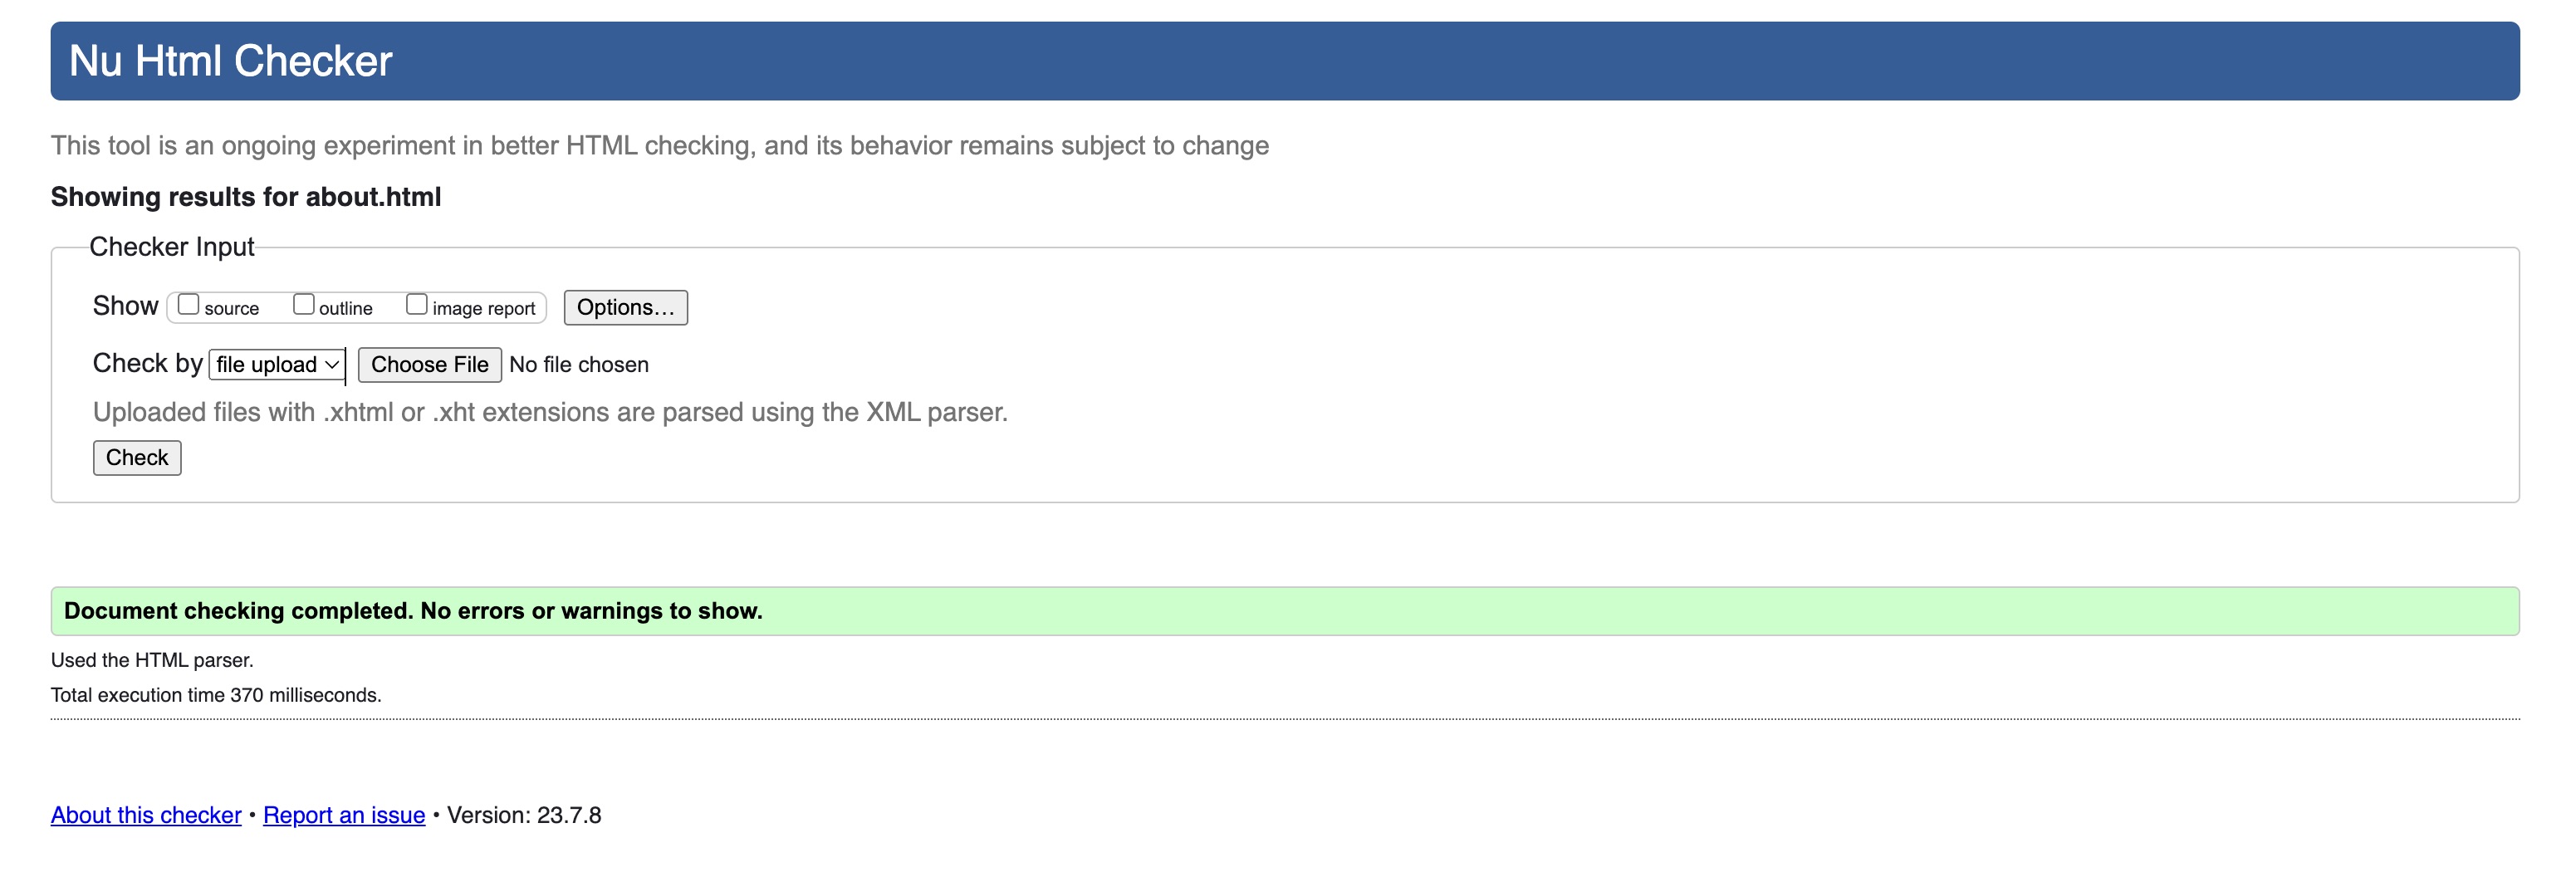 Nu Html Checker
This tool is an ongoing experiment in better HTML checking, and its behavior remains subject to change
Showing results for about.html
Checker Input
Show source outline image report Options...
Check by file upload Choose File No file chosen
Uploaded files with .xhtml or .xht extensions are parsed using the XML parser.
Check
Document checking completed. No errors or warnings to show.
Used the HTML parser.
Total execution time 370 milliseconds.
About this checker • Report an issue • Version: 23.7.8